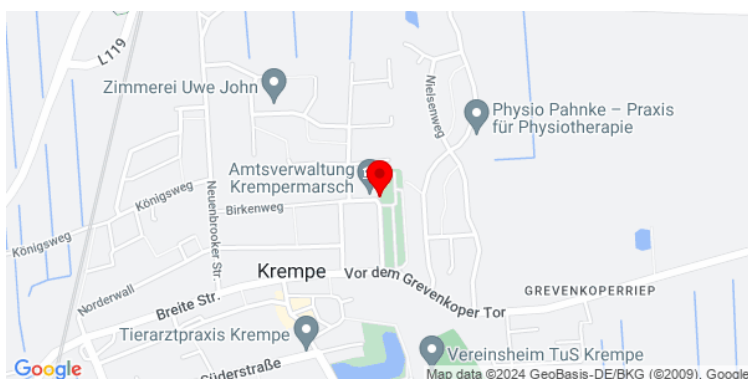 L119
Zimmerei Uwe John
Nielsenweg
Physio Pahnke – Praxis
für Physiotherapie
Amtsverwaltung
Krempermarsch
Königsweg
Neuenbrooker Str.
Birkenweg
Königsweg
Krempe
Vor dem Grevenkoper Tor
GREVENKOPERRIEP
Norderwall
Breite Str.
Tierarztpraxis Krempe
Vereinsheim TuS Krempe
Süderstraße
Google
Map data ©2024 GeoBasis-DE/BKG (©2009), Google